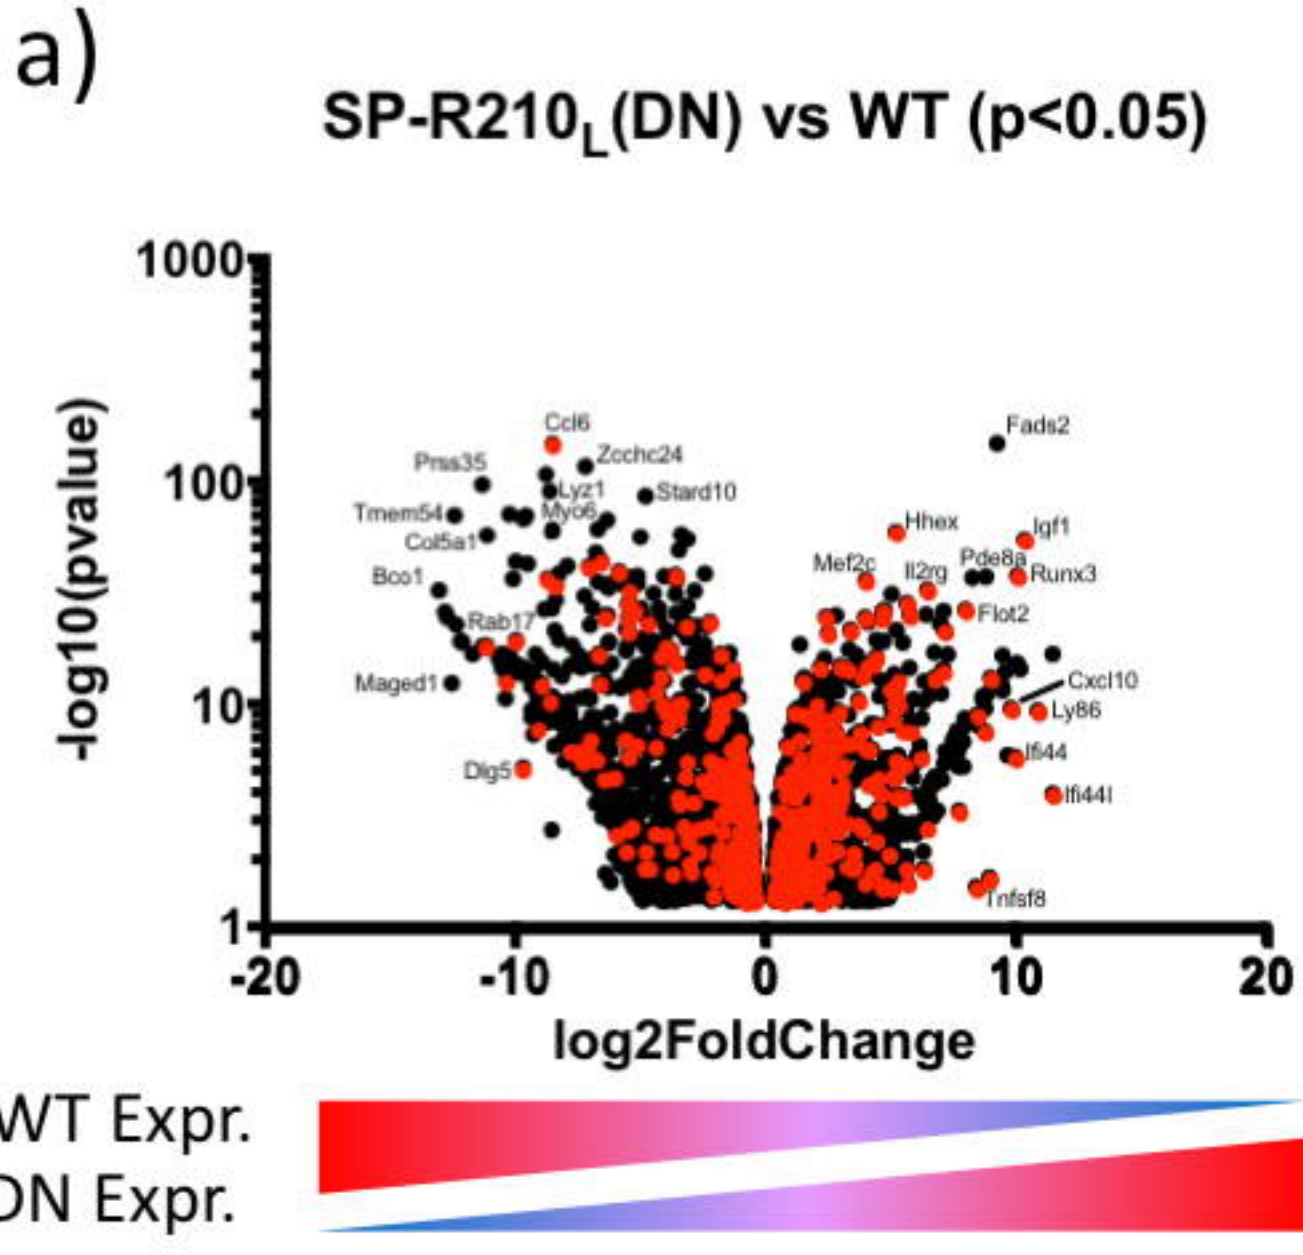 a)
SP-R210L(DN) vs WT (p<0.05)
1000
100
10
1
-log10(pvalue)
Ccl6
Fads2
Zcchc24
Prss35
Lyz1
Stard10
Tmem54
Myo6
Hhex
Igf1
Col5a1
Mef2c
Il2rg
Pde8a
Runx3
Bco1
Rab17
Flot2
Maged1
Cxcl10
Ly86
Dlg5
Ifi44
Ifi44l
Tnfsf8
-20
-10
0
10
20
log2FoldChange
WT Expr.
DN Expr.